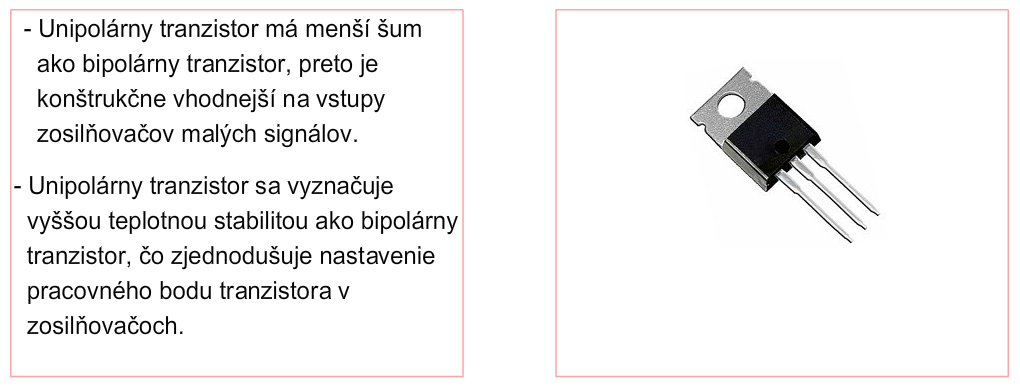 - Unipolárny tranzistor má menší šum
ako bipolárny tranzistor, preto je
konštrukčne vhodnejší na vstupy
zosilňovačov malých signálov.
- Unipolárny tranzistor sa vyznačuje
vyššou teplotnou stabilitou ako bipolárny
tranzistor, čo zjednodušuje nastavenie
pracovného bodu tranzistora v
zosilňovačoch.